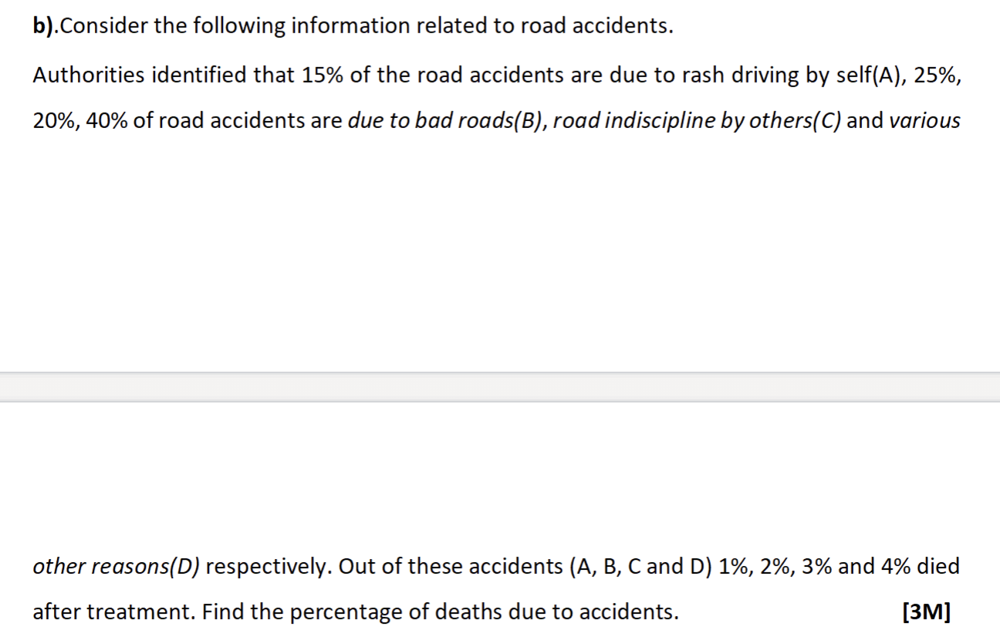 b).Consider the following information related to road accidents.
Authorities identified that 15% of the road accidents are due to rash driving by self(A), 25%,
20%, 40% of road accidents are due to bad roads(B), road indiscipline by others(C) and various
other reasons(D) respectively. Out of these accidents (A, B, C and D) 1%, 2%, 3% and 4% died
after treatment. Find the percentage of deaths due to accidents. [3M]